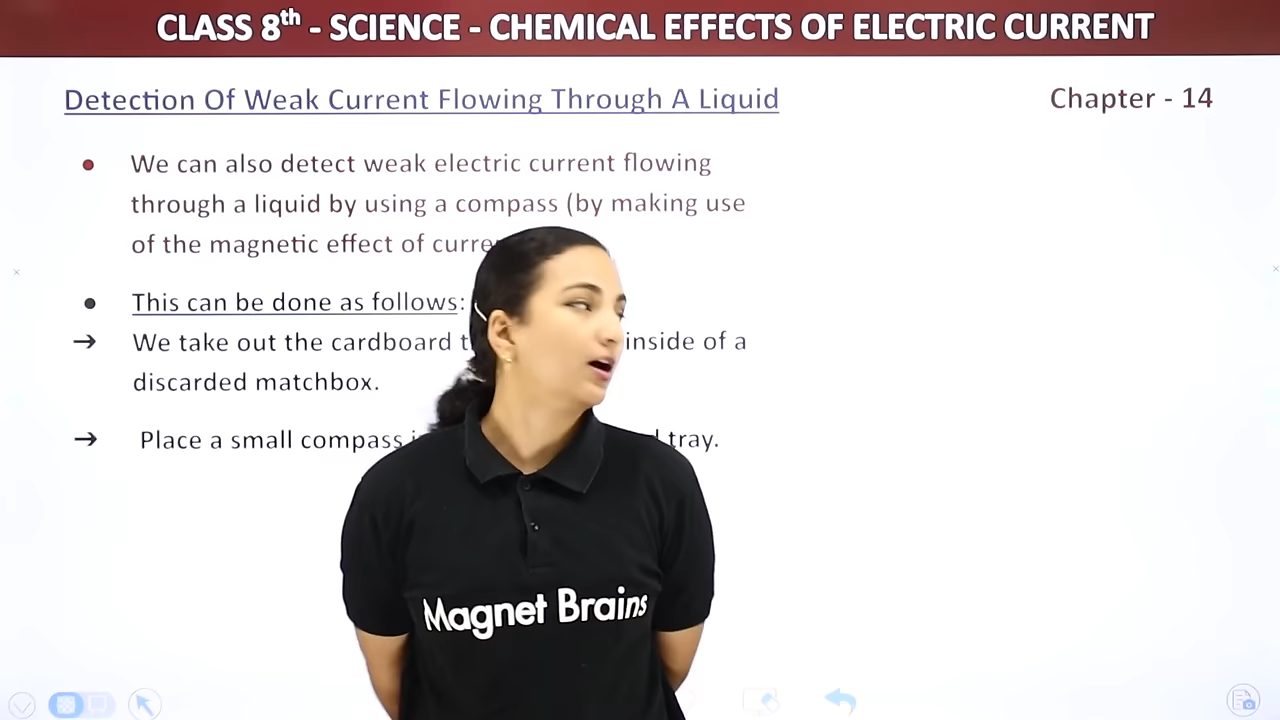 CLASS 8th - SCIENCE - CHEMICAL EFFECTS OF ELECTRIC CURRENT
Detection Of Weak Current Flowing Through A Liquid
Chapter - 14
We can also detect weak electric current flowing
through a liquid by using a compass (by making use
of the magnetic effect of
This can be done as follows:
We take out the cardboard inside of a
discarded matchbox.
Place a small compass tray.
Magnet Brains